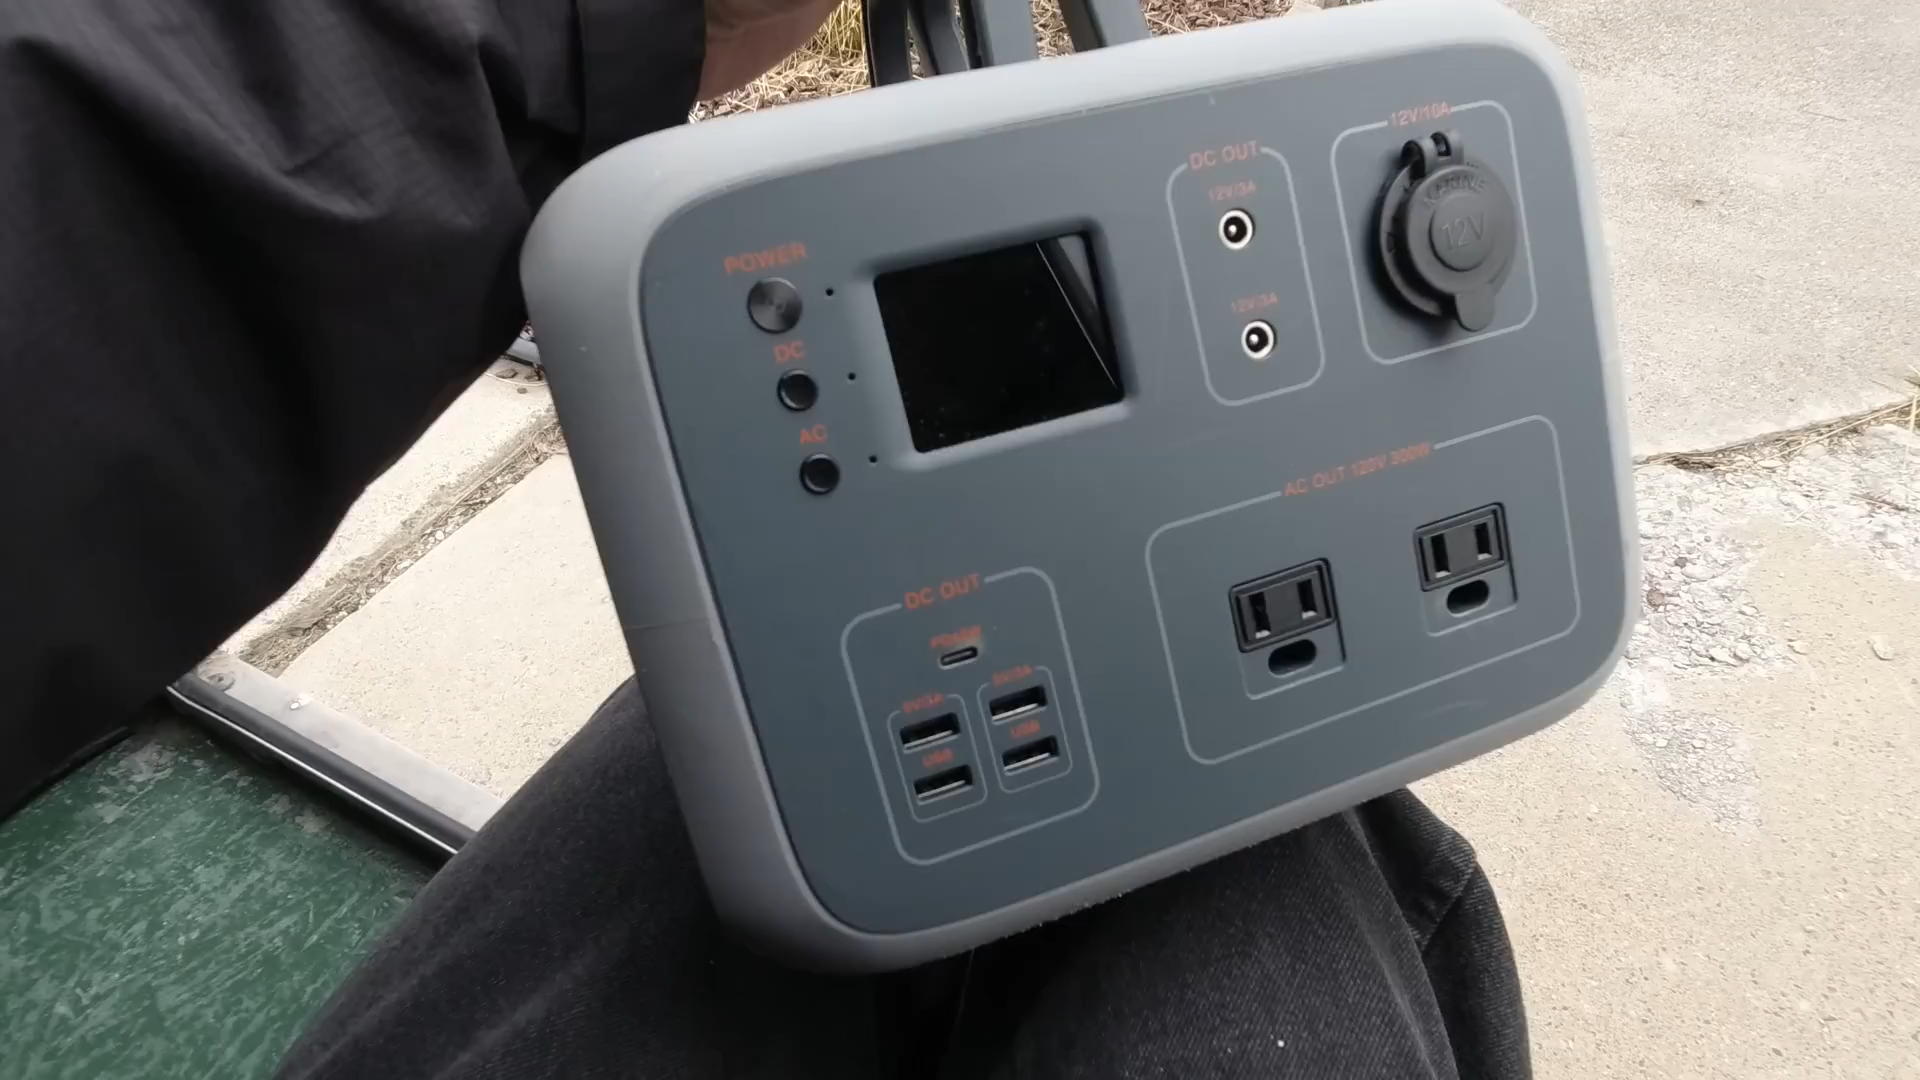 POWER
DC
AC
DC OUT
12V/3A
12V/3A
12V/10A
12V
AC OUT 120V 300W
DC OUT
5V/3A
5V/3A
USB
USB